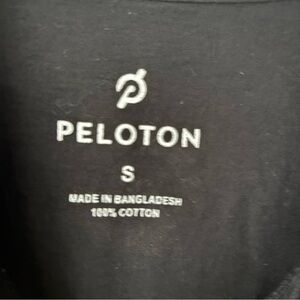 PELOTON
S
MADE IN BANGLADESH
100% COTTON